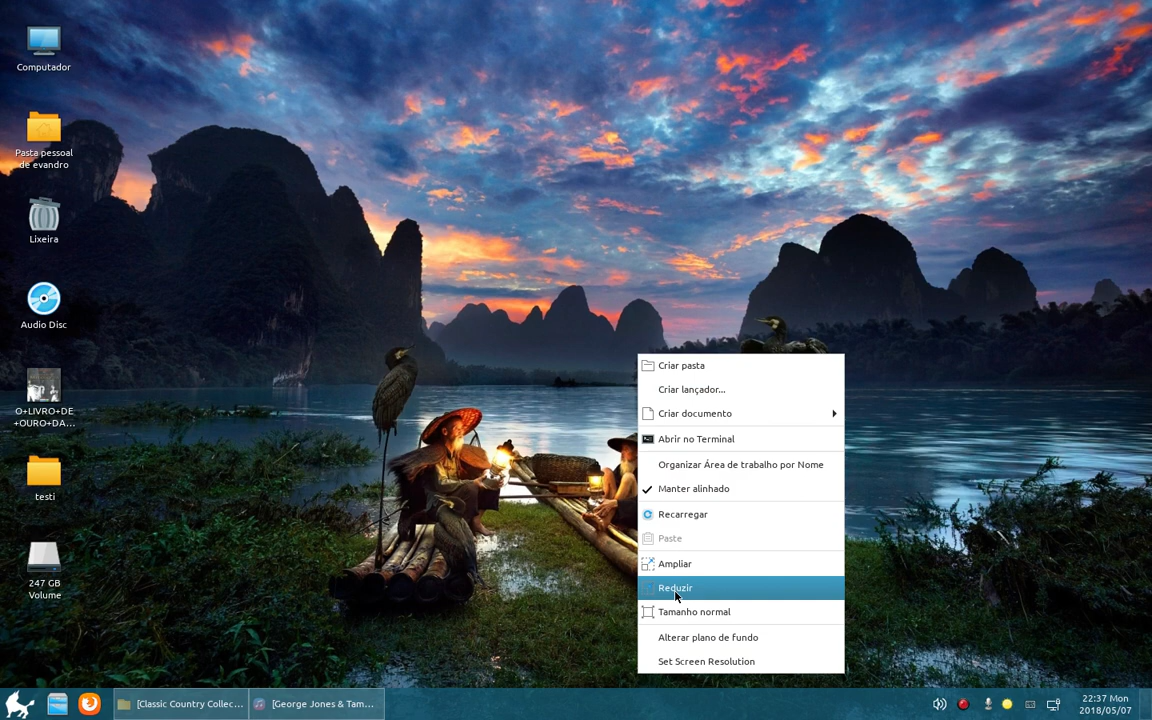 Computador
Pasta pessoal
de evandro
Lixeira
Audio Disc
O+LIVRO+DE
+OURO+DA...
testi
247 GB
Volume
Criar pasta
Criar lançador...
Criar documento
Abrir no Terminal
Organizar Área de trabalho por Nome
Manter alinhado
Recarregar
Paste
Ampliar
Reduzir
Tamanho normal
Alterar plano de fundo
Set Screen Resolution
[Classic Country Collec...
[George Jones & Tam...
22:37 Mon
2018/05/07